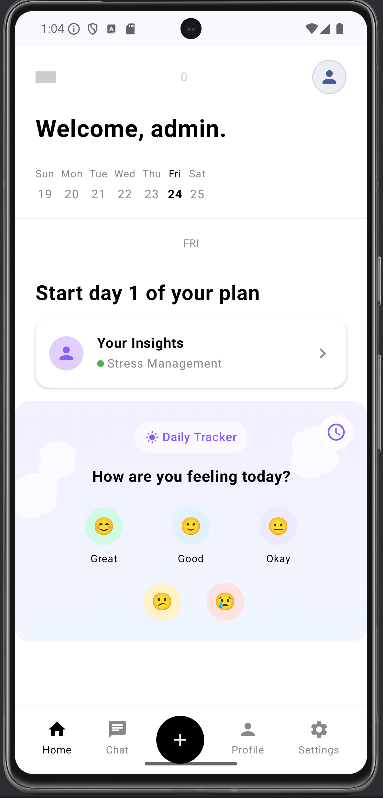 1:04
0
Welcome, admin.
Sun Mon Tue Wed Thu Fri Sat
19 20 21 22 23 24 25
FRI
Start day 1 of your plan
Your Insights
Stress Management
Daily Tracker
How are you feeling today?
Great Good Okay
Home Chat + Profile Settings